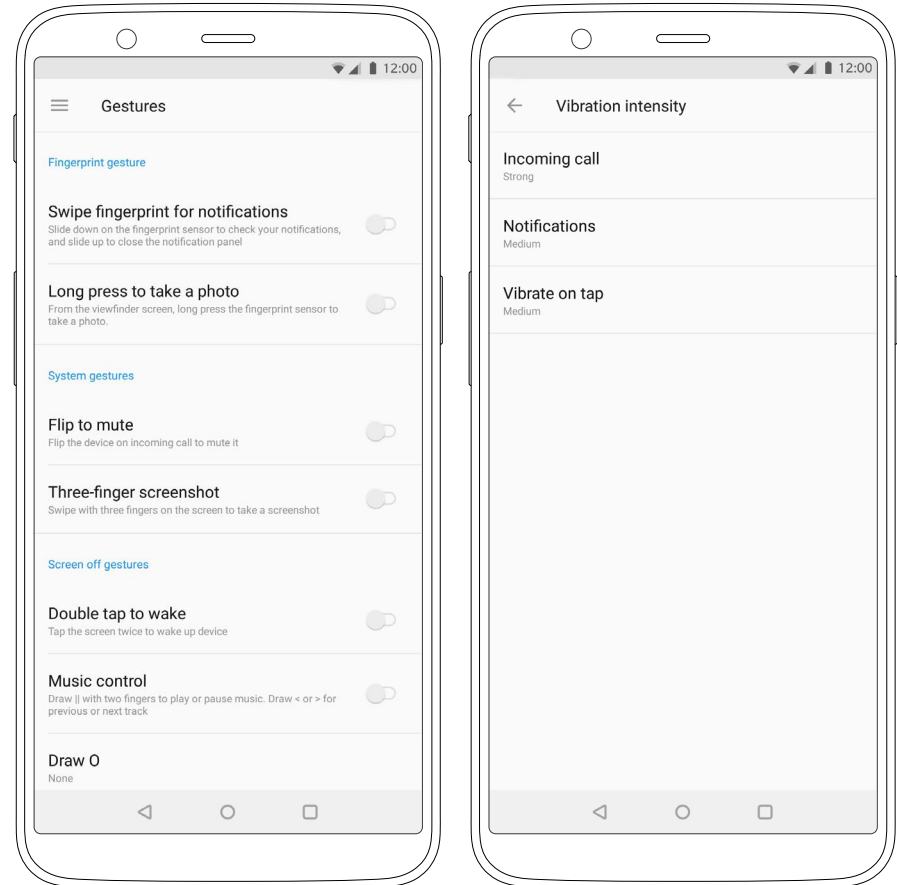 12:00
Gestures
Fingerprint gesture
Swipe fingerprint for notifications
Slide down on the fingerprint sensor to check your notifications,
and slide up to close the notification panel
Long press to take a photo
From the viewfinder screen, long press the fingerprint sensor to
take a photo.
System gestures
Flip to mute
Flip the device on incoming call to mute it
Three-finger screenshot
Swipe with three fingers on the screen to take a screenshot
Screen off gestures
Double tap to wake
Tap the screen twice to wake up device
Music control
Draw || with two fingers to play or pause music. Draw < or > for
previous or next track
Draw O
None
12:00
Vibration intensity
Incoming call
Strong
Notifications
Medium
Vibrate on tap
Medium